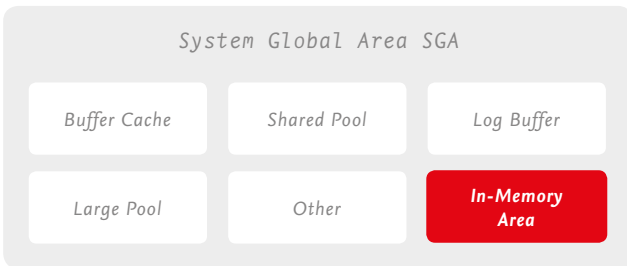 System Global Area SGA
Buffer Cache
Shared Pool
Log Buffer
Large Pool
Other
In-Memory
Area